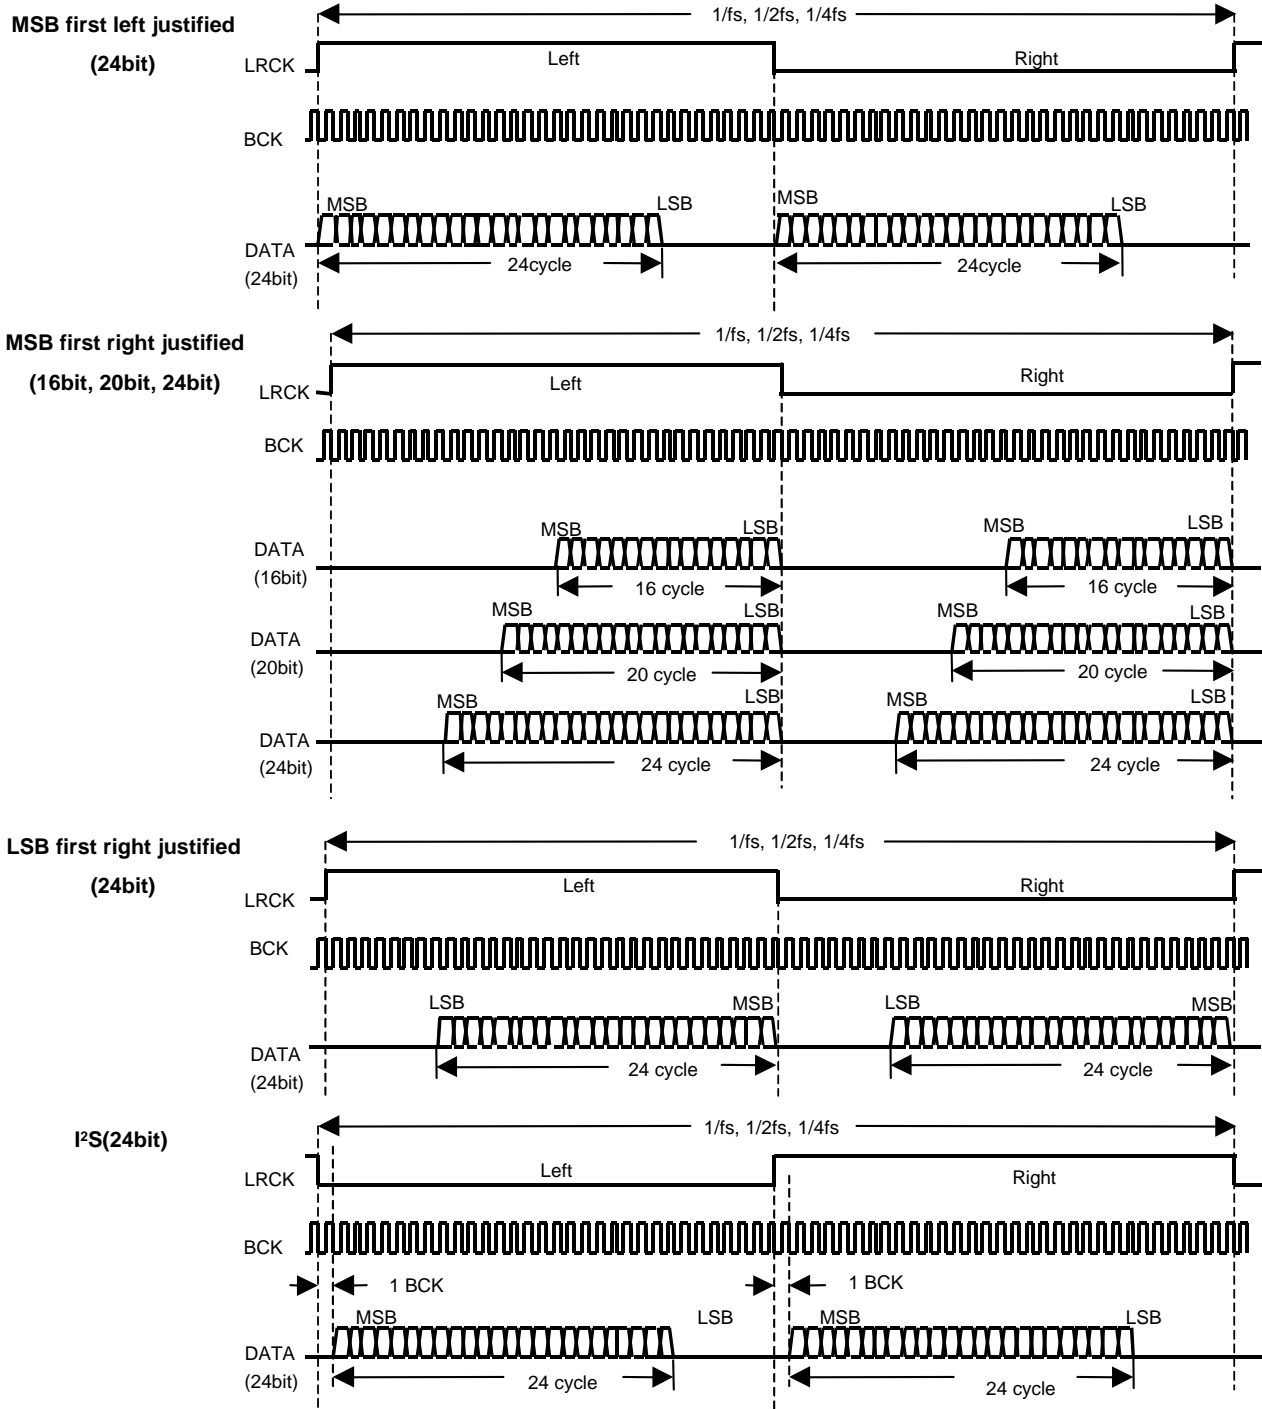 MSB first left justified
(24bit)
1/fs, 1/2fs, 1/4fs
LRCK
Left
Right
BCK
MSB
LSB
MSB
LSB
DATA
(24bit)
24cycle
24cycle
MSB first right justified
(16bit, 20bit, 24bit)
1/fs, 1/2fs, 1/4fs
LRCK
Left
Right
BCK
MSB
LSB
MSB
LSB
DATA
(16bit)
16 cycle
16 cycle
MSB
LSB
MSB
LSB
DATA
(20bit)
20 cycle
20 cycle
MSB
LSB
MSB
LSB
DATA
(24bit)
24 cycle
24 cycle
LSB first right justified
(24bit)
1/fs, 1/2fs, 1/4fs
LRCK
Left
Right
BCK
LSB
MSB
LSB
MSB
DATA
(24bit)
24 cycle
24 cycle
I²S(24bit)
1/fs, 1/2fs, 1/4fs
LRCK
Left
Right
BCK
1 BCK
1 BCK
MSB
LSB
MSB
LSB
DATA
(24bit)
24 cycle
24 cycle